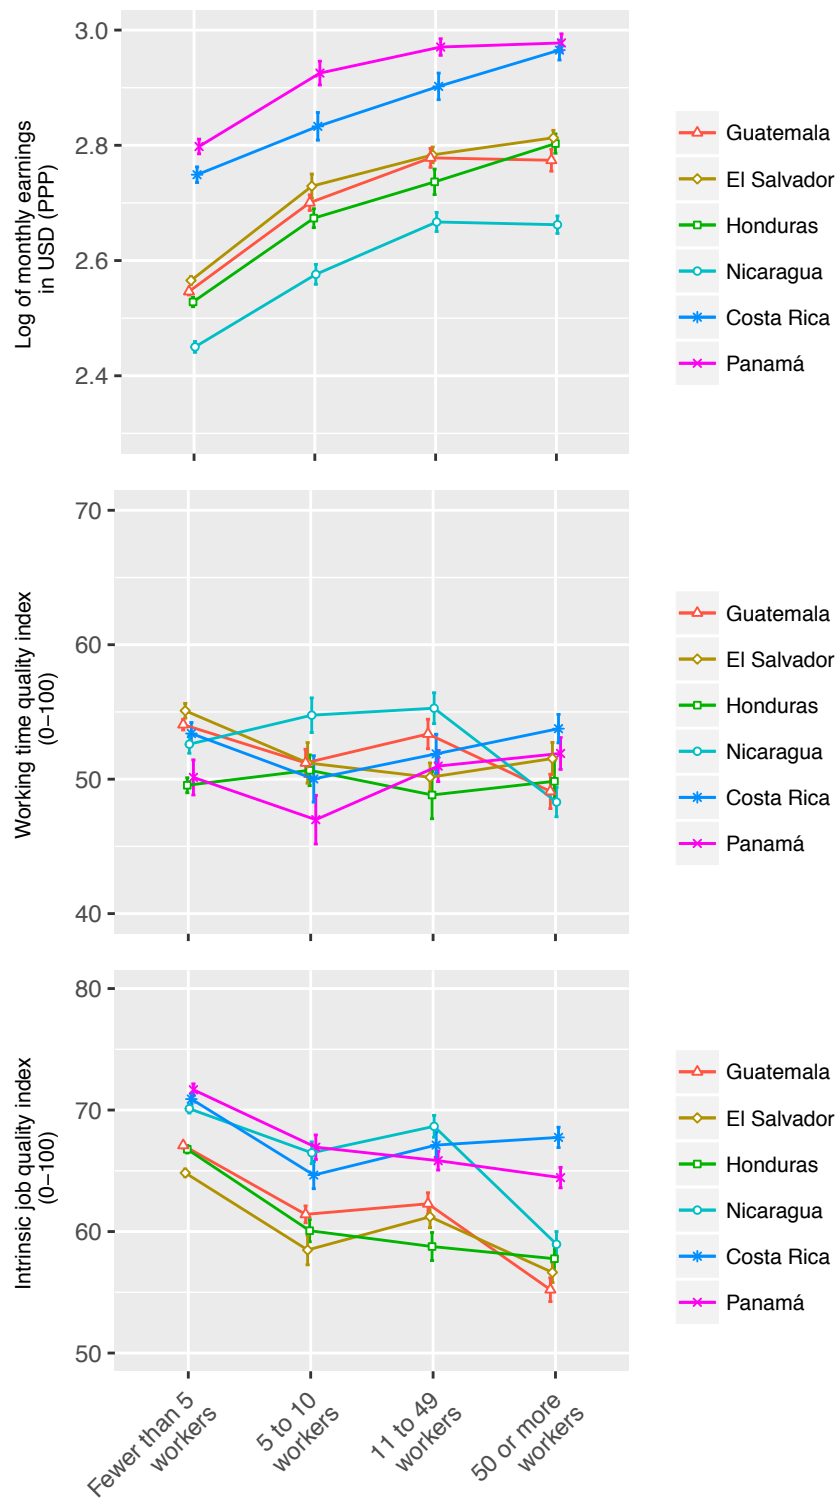 3.0
2.8
2.6
2.4
Log of monthly earnings
in USD (PPP)
Guatemala
El Salvador
Honduras
Nicaragua
Costa Rica
Panamá
70
60
50
40
Working time quality index
(0−100)
Guatemala
El Salvador
Honduras
Nicaragua
Costa Rica
Panamá
80
70
60
50
Intrinsic job quality index
(0−100)
Guatemala
El Salvador
Honduras
Nicaragua
Costa Rica
Panamá
Fewer than 5
workers
5 to 10
workers
11 to 49
workers
50 or more
workers